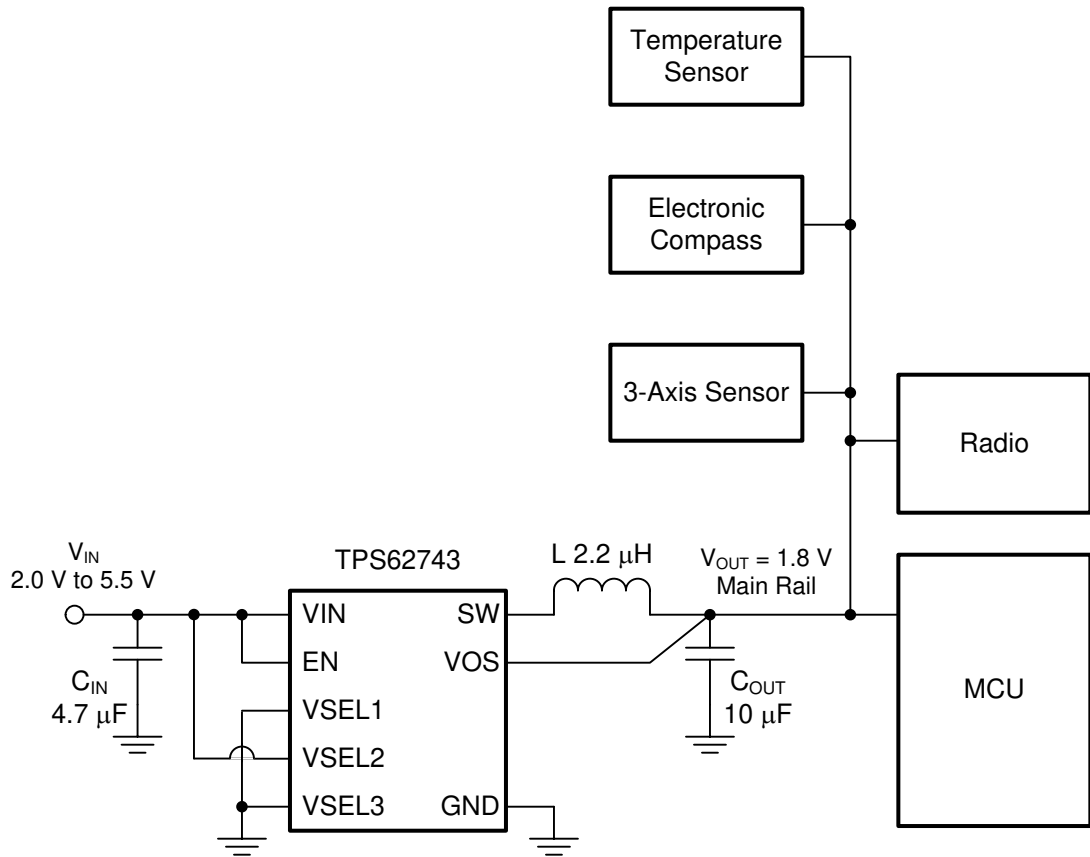 Temperature
Sensor
Electronic
Compass
3-Axis Sensor
Radio
V_IN
2.0 V to 5.5 V
TPS62743
L 2.2 μH
V_OUT = 1.8 V
Main Rail
VIN
SW
EN
VOS
C_IN
4.7 μF
VSEL1
C_OUT
10 μF
MCU
VSEL2
VSEL3
GND